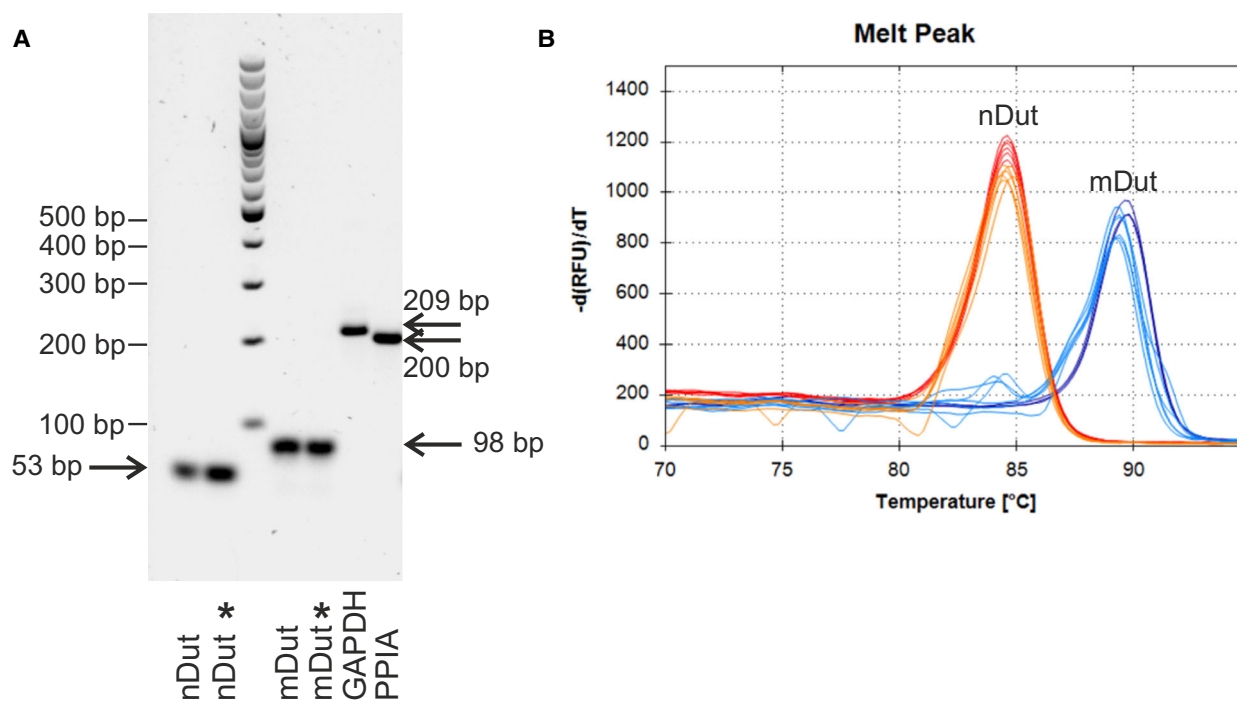 A
500 bp
400 bp
300 bp
200 bp
100 bp
53 bp
209 bp
200 bp
98 bp
nDut
nDut *
mDut
mDut *
GAPDH
PPIA
B
Melt Peak
nDut
mDut
-d(RFU)/dT
1400
1200
1000
800
600
400
200
0
70
75
80
85
90
Temperature [°C]